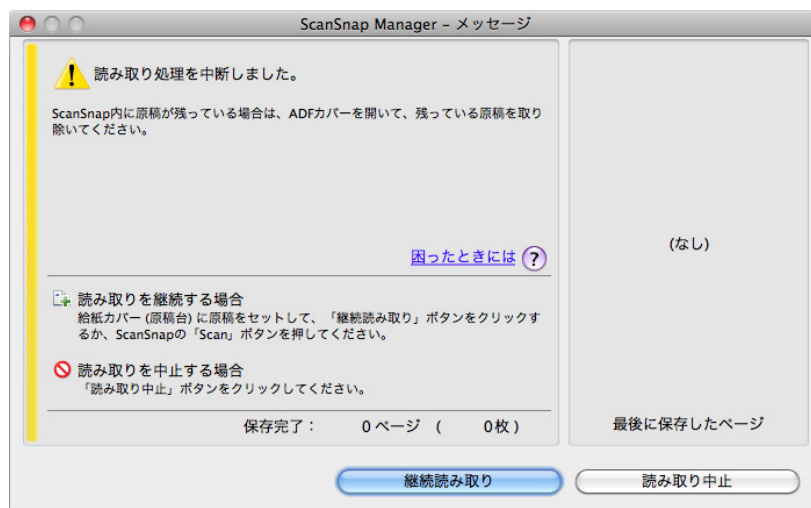 ScanSnap Manager – メッセージ
読み取り処理を中断しました。
ScanSnap内に原稿が残っている場合は、ADFカバーを開いて、残っている原稿を取り
除いてください。
困ったときには ?
(なし)
読み取りを継続する場合
給紙カバー (原稿台) に原稿をセットして、「継続読み取り」ボタンをクリックす
るか、ScanSnapの「Scan」ボタンを押してください。
読み取りを中止する場合
「読み取り中止」ボタンをクリックしてください。
保存完了： 0 ページ ( 0枚 )
最後に保存したページ
継続読み取り
読み取り中止